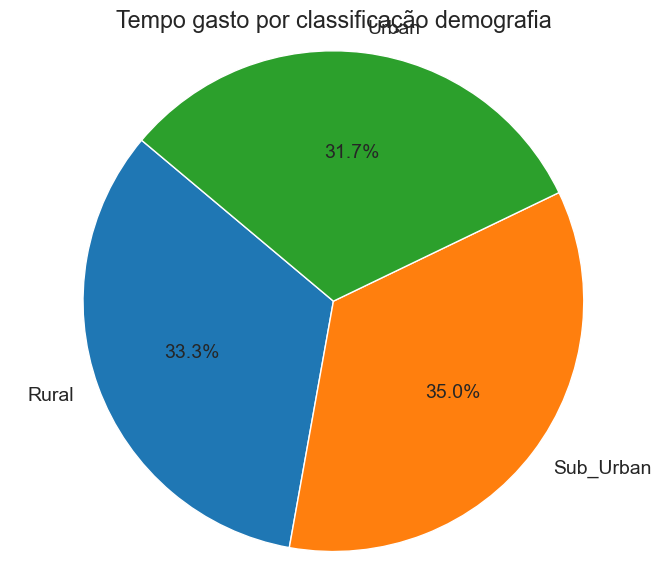 Tempo gasto por classificação demografia
Urban
31.7%
33.3%
35.0%
Rural
Sub_Urban